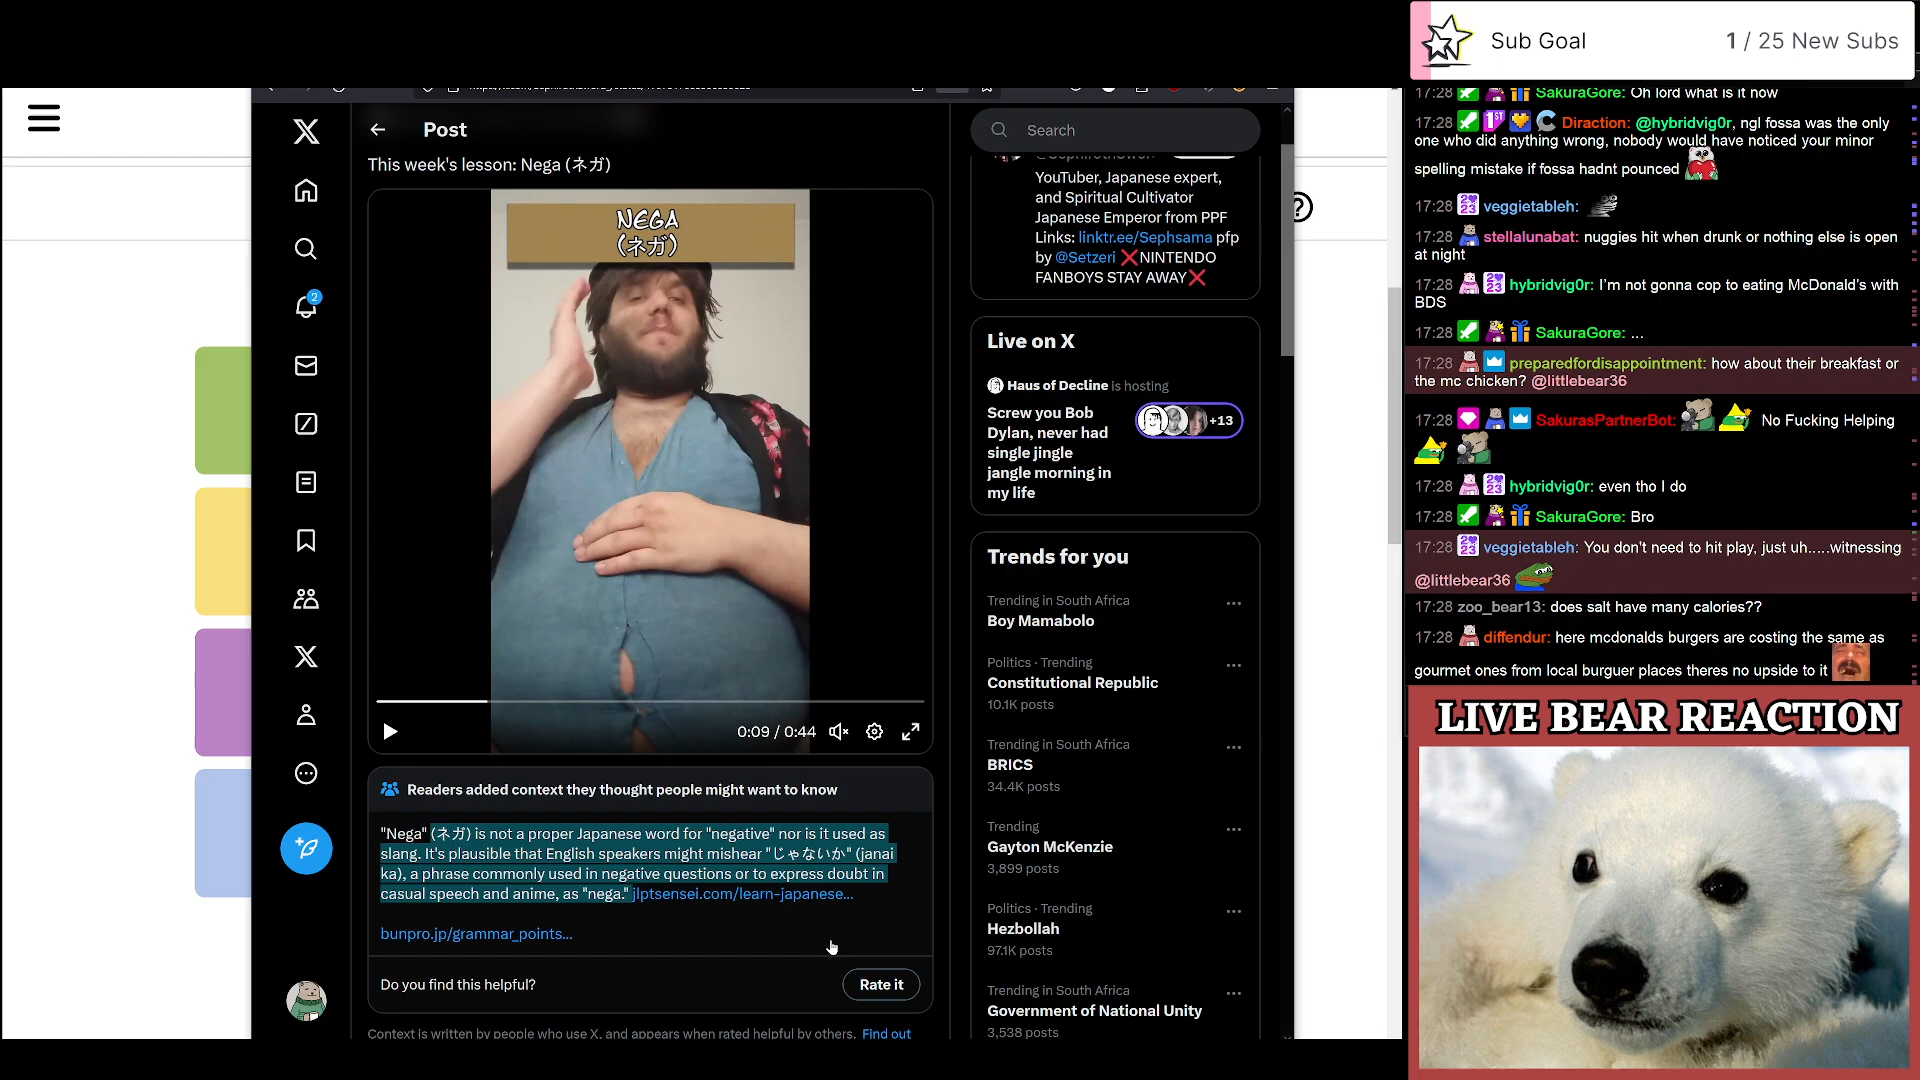 Post
This week's lesson: Nega (ネガ)
NEGA
(ネガ)
2
0:09 / 0:44
Readers added context they thought people might want to know
"Nega" (ネガ) is not a proper Japanese word for "negative" nor is it used as
slang. It's plausible that English speakers might mishear "じゃないか" (janai
ka), a phrase commonly used in negative questions or to express doubt in
casual speech and anime, as "nega." jlptsensei.com/learn-japanese…
bunpro.jp/grammar_points…
Do you find this helpful?
Rate it
Context is written by people who use X, and appears when rated helpful by others. Find out
Search
YouTuber, Japanese expert,
and Spiritual Cultivator
Japanese Emperor from PPF
Links: linktr.ee/Sephsama pfp
by @Setzeri ❌NINTENDO
FANBOYS STAY AWAY❌
Live on X
Haus of Decline is hosting
Screw you Bob
Dylan, never had
single jingle
jangle morning in
my life
+13
Trends for you
Trending in South Africa
Boy Mamabolo
Politics · Trending
Constitutional Republic
10.1K posts
Trending in South Africa
BRICS
34.4K posts
Trending
Gayton McKenzie
3,899 posts
Politics · Trending
Hezbollah
97.1K posts
Trending in South Africa
Government of National Unity
3,538 posts
Sub Goal
1 / 25 New Subs
17:28 SakuraGore: Oh lord what is it now
17:28 1ST Diraction: @hybridvig0r, ngl fossa was the only
one who did anything wrong, nobody would have noticed your minor
spelling mistake if fossa hadnt pounced
17:28 veggietableh:
17:28 stellalunabat: nuggies hit when drunk or nothing else is open
at night
17:28 hybridvig0r: I'm not gonna cop to eating McDonald's with
BDS
17:28 SakuraGore: ...
17:28 preparedfordisappointment: how about their breakfast or
the mc chicken? @littlebear36
17:28 SakurasPartnerBot: No Fucking Helping
17:28 hybridvig0r: even tho I do
17:28 SakuraGore: Bro
17:28 veggietableh: You don't need to hit play, just uh.....witnessing
@littlebear36
17:28 zoo_bear13: does salt have many calories??
17:28 diffendur: here mcdonalds burgers are costing the same as
gourmet ones from local burguer places theres no upside to it
LIVE BEAR REACTION